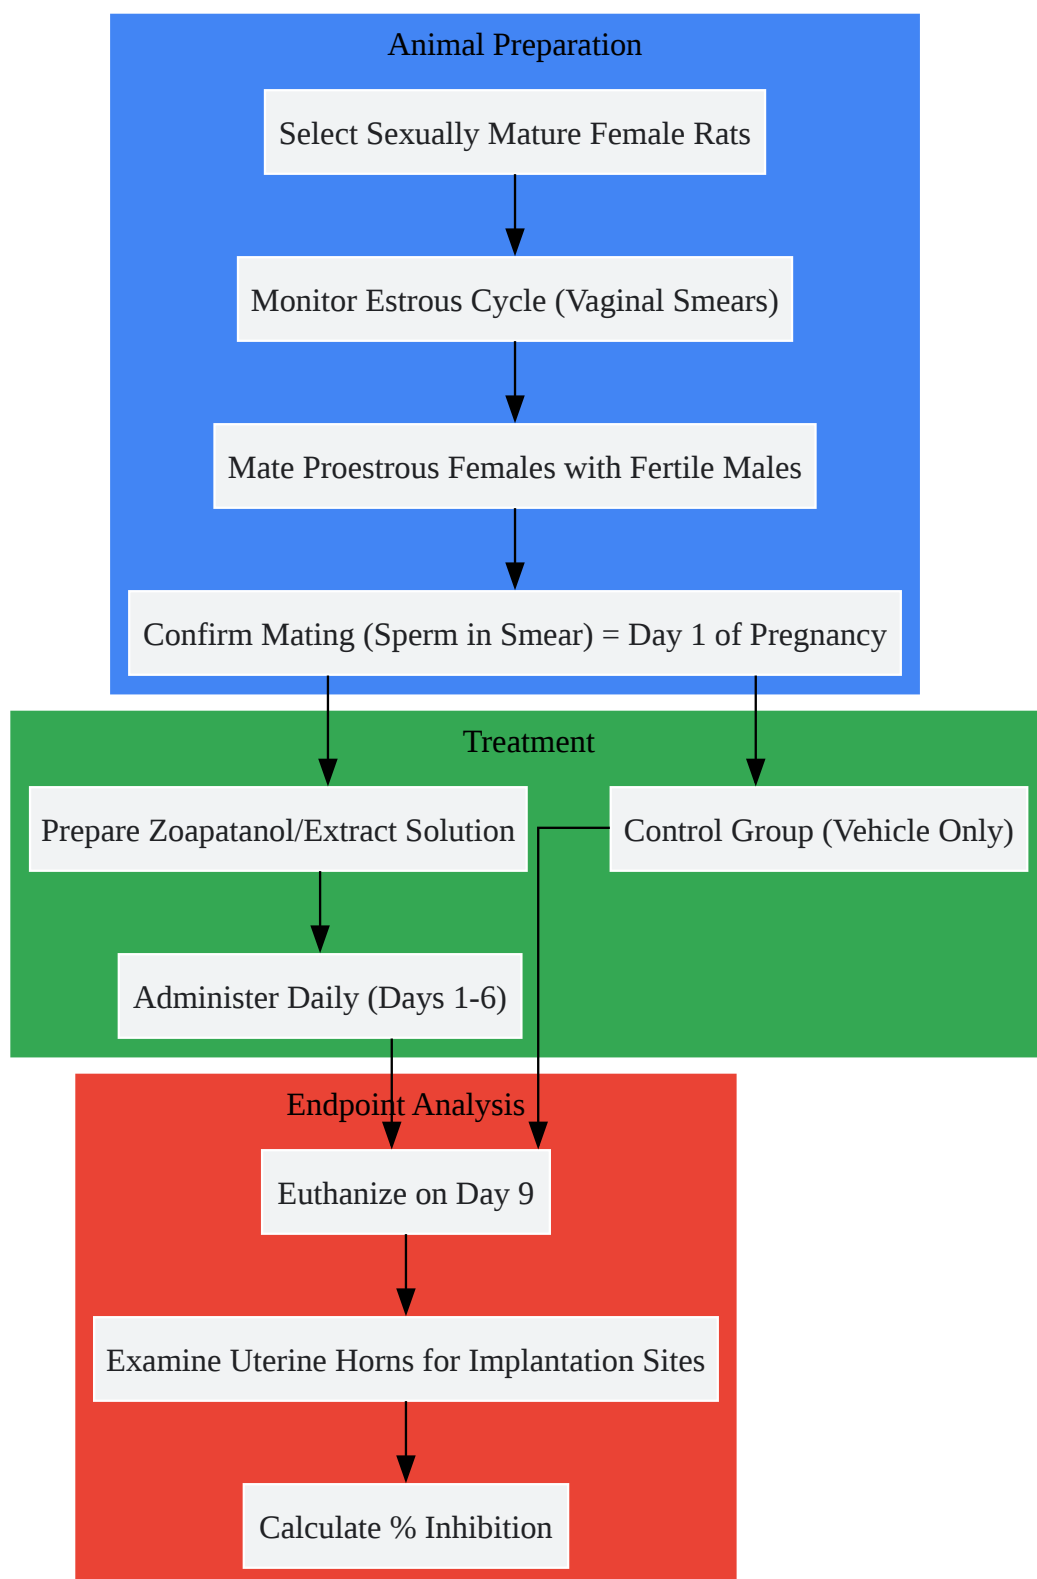 Animal Preparation
Select Sexually Mature Female Rats
Monitor Estrous Cycle (Vaginal Smears)
Mate Proestrous Females with Fertile Males
Confirm Mating (Sperm in Smear) = Day 1 of Pregnancy
Treatment
Prepare Zoapatanol/Extract Solution
Control Group (Vehicle Only)
Administer Daily (Days 1-6)
Endpoint Analysis
Euthanize on Day 9
Examine Uterine Horns for Implantation Sites
Calculate % Inhibition